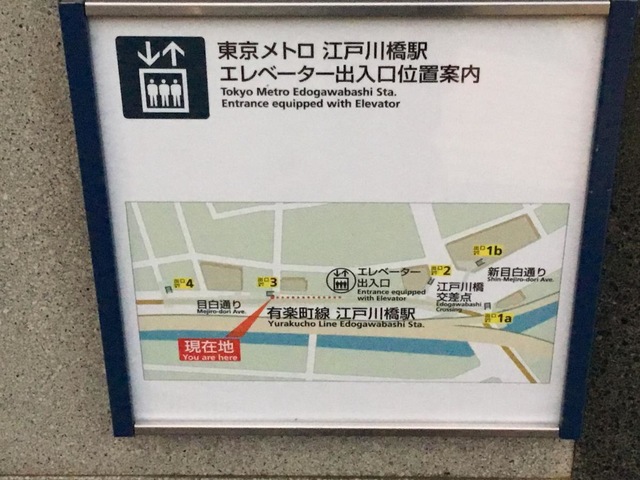 東京メトロ 江戸川橋駅
エレベーター出入口位置案内
Tokyo Metro Edogawabashi Sta.
Entrance equipped with Elevator
出口 1b
エレベーター
出入口
Entrance equipped
with Elevator
出口 2
新目白通り
Shin-Mejiro-dori Ave.
出口 4
出口 3
江戸川橋
交差点
Edogawabashi
Crossing
目白通り
Mejiro-dori Ave.
有楽町線 江戸川橋駅
Yurakucho Line Edogawabashi Sta.
出口 1a
現在地
You are here